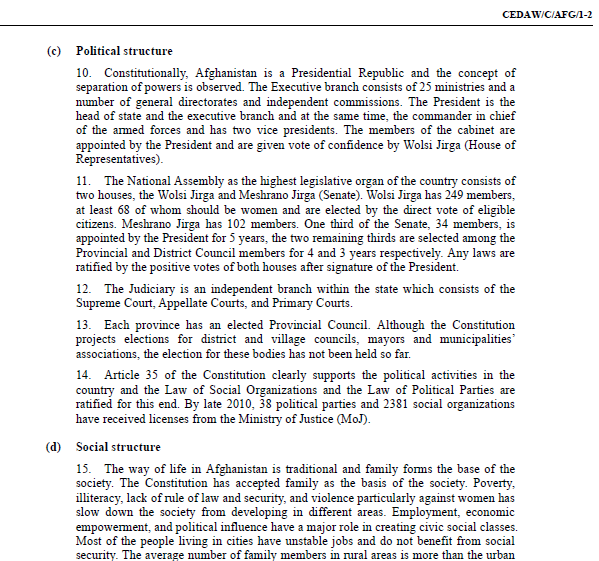 CEDAW/C/AFG/1-2
(c) Political structure
10. Constitutionally, Afghanistan is a Presidential Republic and the concept of
separation of powers is observed. The Executive branch consists of 25 ministries and a
number of general directorates and independent commissions. The President is the
head of state and the executive branch and at the same time, the commander in chief
of the armed forces and has two vice presidents. The members of the cabinet are
appointed by the President and are given vote of confidence by Wolsi Jirga (House of
Representatives).
11. The National Assembly as the highest legislative organ of the country consists of
two houses, the Wolsi Jirga and Meshrano Jirga (Senate). Wolsi Jirga has 249 members,
at least 68 of whom should be women and are elected by the direct vote of eligible
citizens. Meshrano Jirga has 102 members. One third of the Senate, 34 members, is
appointed by the President for 5 years, the two remaining thirds are selected among the
Provincial and District Council members for 4 and 3 years respectively. Any laws are
ratified by the positive votes of both houses after signature of the President.
12. The Judiciary is an independent branch within the state which consists of the
Supreme Court, Appellate Courts, and Primary Courts.
13. Each province has an elected Provincial Council. Although the Constitution
projects elections for district and village councils, mayors and municipalities’
associations, the election for these bodies has not been held so far.
14. Article 35 of the Constitution clearly supports the political activities in the
country and the Law of Social Organizations and the Law of Political Parties are
ratified for this end. By late 2010, 38 political parties and 2381 social organizations
have received licenses from the Ministry of Justice (MoJ).
(d) Social structure
15. The way of life in Afghanistan is traditional and family forms the base of the
society. The Constitution has accepted family as the basis of the society. Poverty,
illiteracy, lack of rule of law and security, and violence particularly against women has
slow down the society from developing in different areas. Employment, economic
empowerment, and political influence have a major role in creating civic social classes.
Most of the people living in cities have unstable jobs and do not benefit from social
security. The average number of family members in rural areas is more than the urban